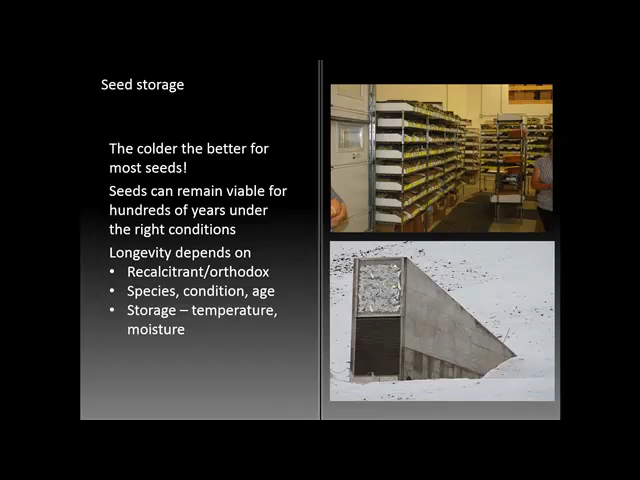 Seed storage
The colder the better for
most seeds!
Seeds can remain viable for
hundreds of years under
the right conditions
Longevity depends on
• Recalcitrant/orthodox
• Species, condition, age
• Storage – temperature,
moisture